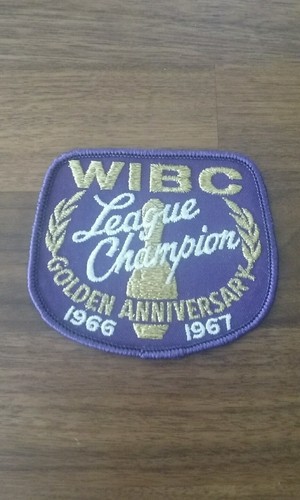 WIBC
League
Champion
GOLDEN ANNIVERSARY
1966 1967